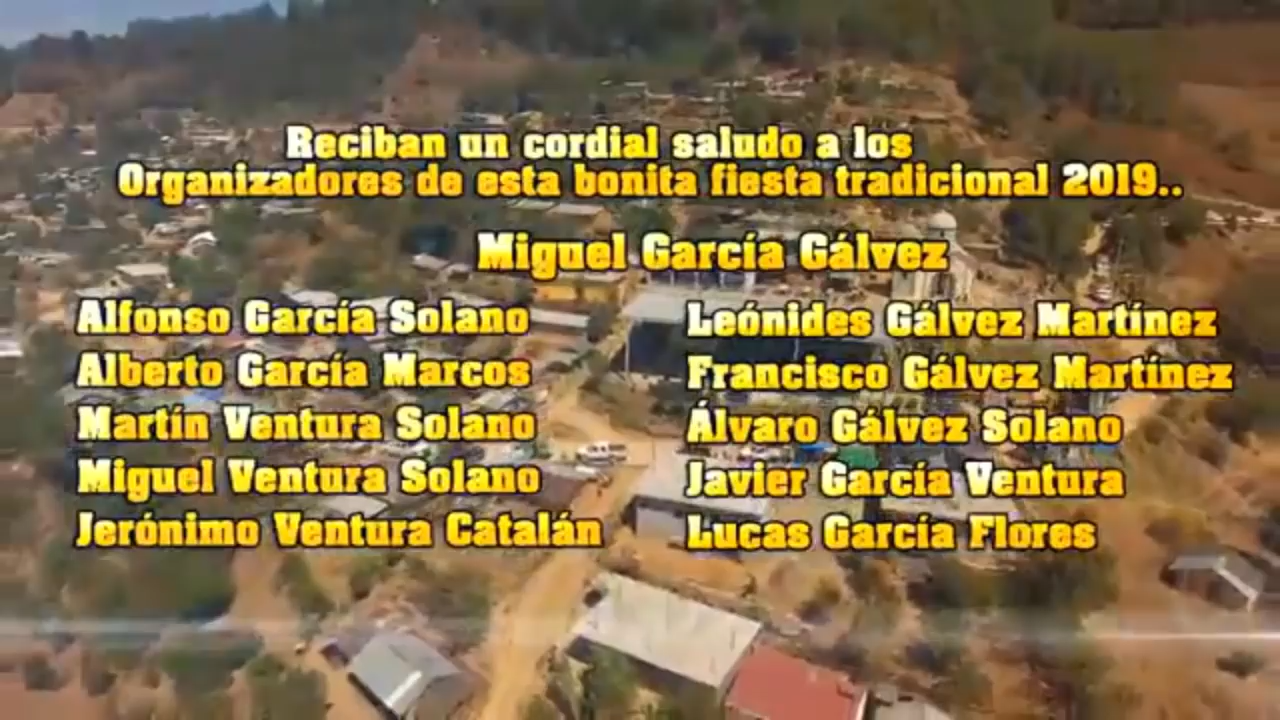 Reciban un cordial saludo a los
Organizadores de esta bonita fiesta tradicional 2019..
Miguel García Gálvez
Alfonso García Solano
Alberto García Marcos
Martín Ventura Solano
Miguel Ventura Solano
Jerónimo Ventura Catalán
Leónides Gálvez Martínez
Francisco Gálvez Martínez
Álvaro Gálvez Solano
Javier García Ventura
Lucas García Flores